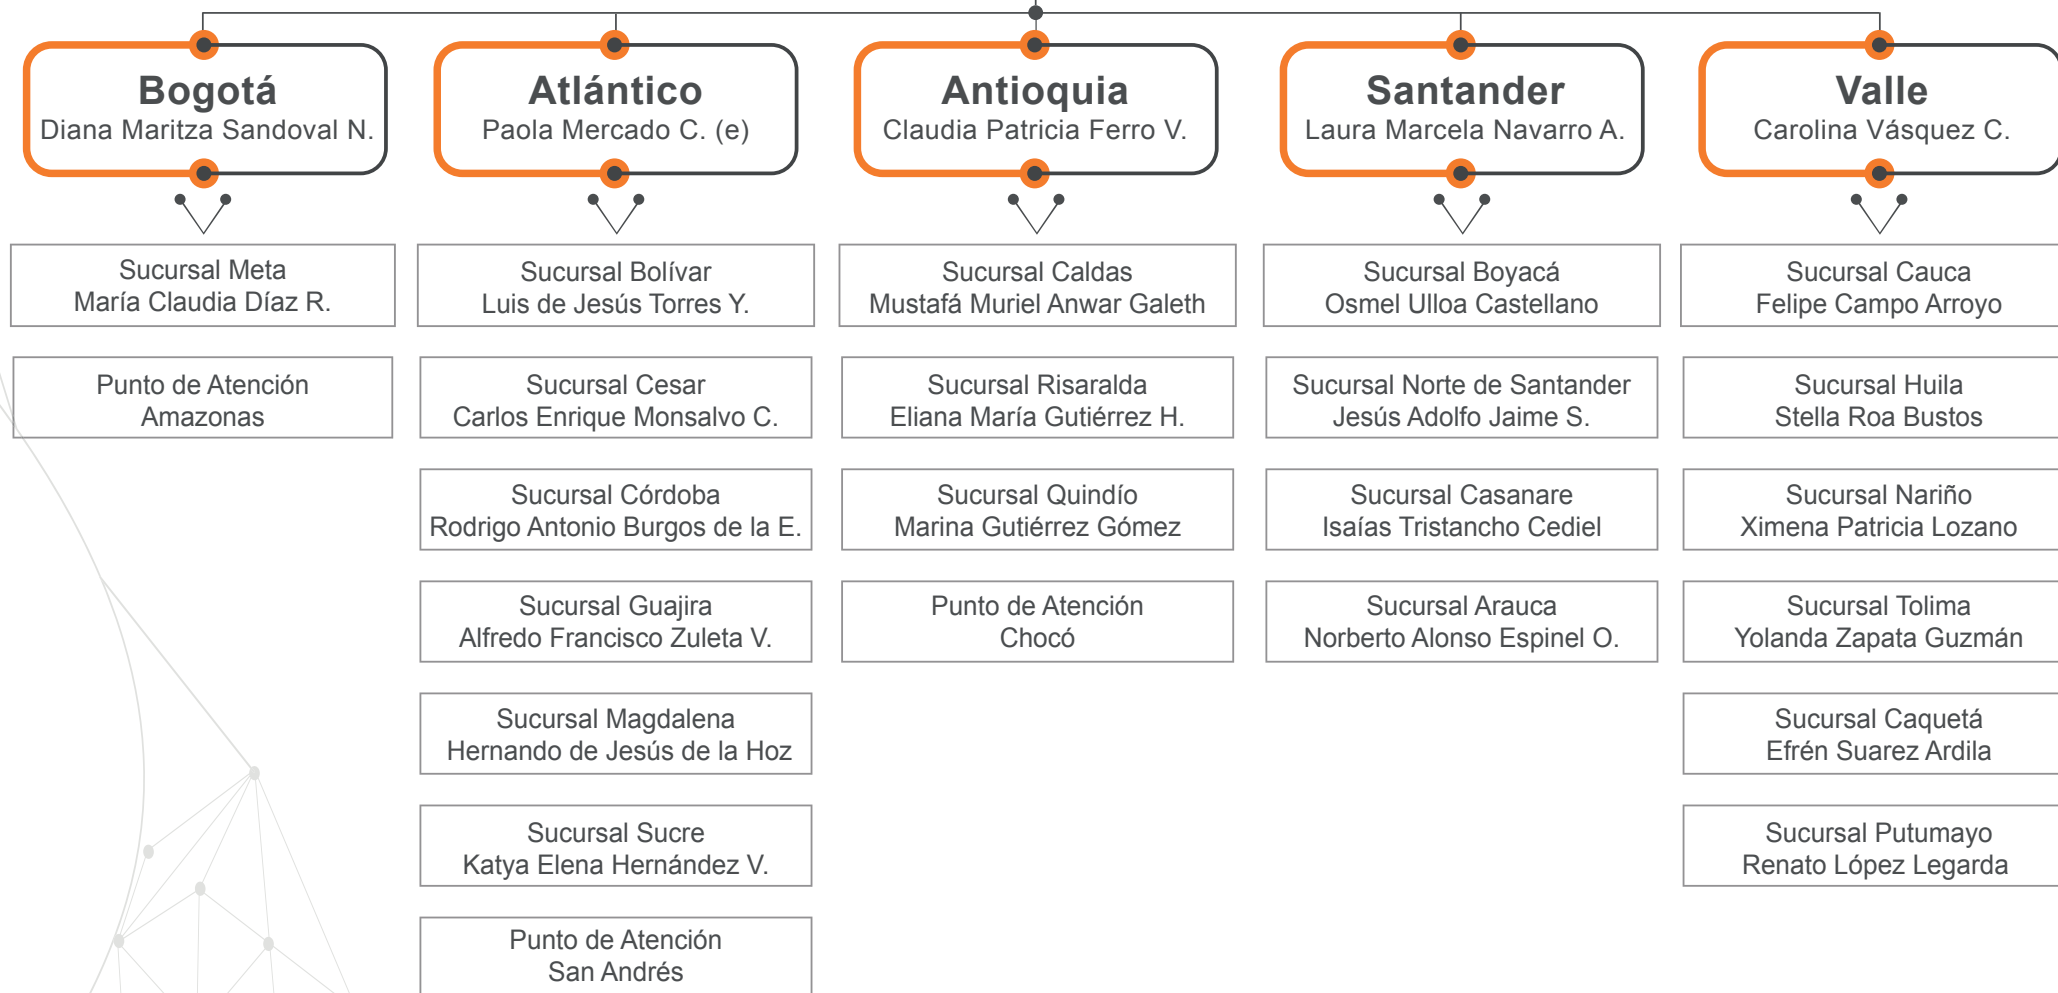 Bogotá
Diana Maritza Sandoval N.
Sucursal Meta
María Claudia Díaz R.
Punto de Atención
Amazonas
Atlántico
Paola Mercado C. (e)
Sucursal Bolívar
Luis de Jesús Torres Y.
Sucursal Cesar
Carlos Enrique Monsalvo C.
Sucursal Córdoba
Rodrigo Antonio Burgos de la E.
Sucursal Guajira
Alfredo Francisco Zuleta V.
Sucursal Magdalena
Hernando de Jesús de la Hoz
Sucursal Sucre
Katya Elena Hernández V.
Punto de Atención
San Andrés
Antioquia
Claudia Patricia Ferro V.
Sucursal Caldas
Mustafá Muriel Anwar Galeth
Sucursal Risaralda
Eliana María Gutiérrez H.
Sucursal Quindío
Marina Gutiérrez Gómez
Punto de Atención
Chocó
Santander
Laura Marcela Navarro A.
Sucursal Boyacá
Osmel Ulloa Castellano
Sucursal Norte de Santander
Jesús Adolfo Jaime S.
Sucursal Casanare
Isaías Tristancho Cediel
Sucursal Arauca
Norberto Alonso Espinel O.
Valle
Carolina Vásquez C.
Sucursal Cauca
Felipe Campo Arroyo
Sucursal Huila
Stella Roa Bustos
Sucursal Nariño
Ximena Patricia Lozano
Sucursal Tolima
Yolanda Zapata Guzmán
Sucursal Caquetá
Efrén Suarez Ardila
Sucursal Putumayo
Renato López Legarda